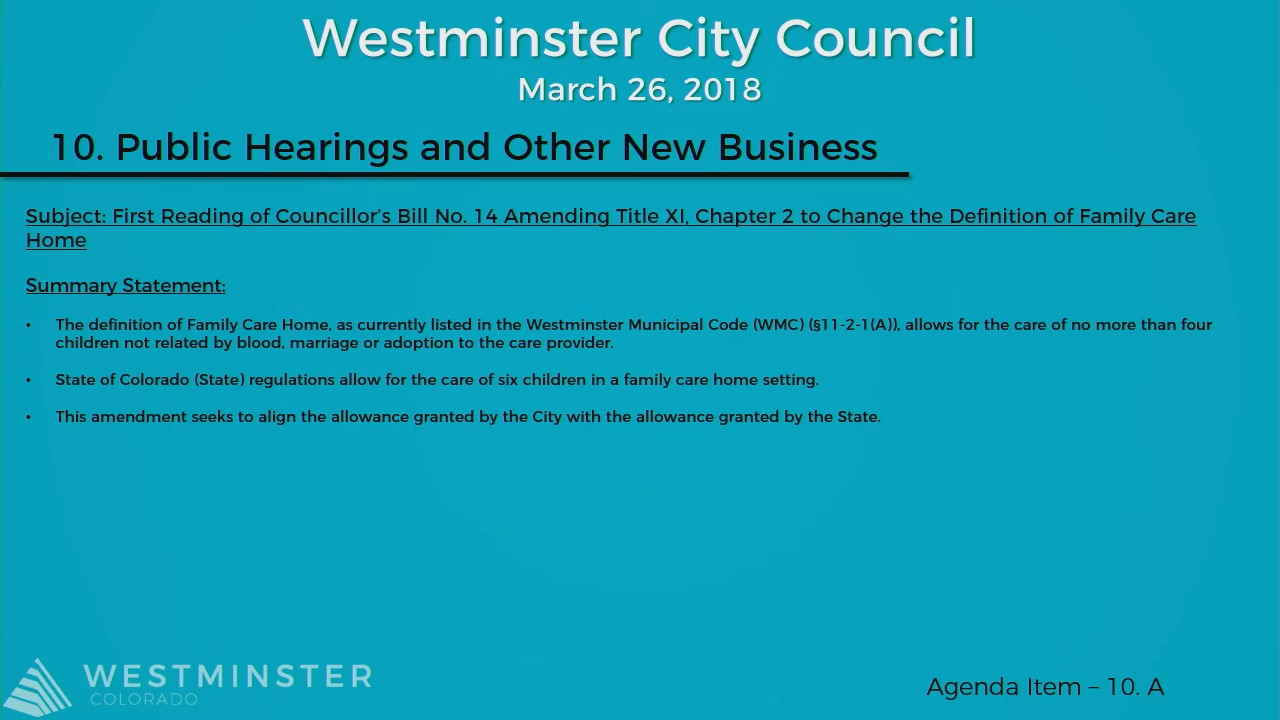 Westminster City Council
March 26, 2018
10. Public Hearings and Other New Business
Subject: First Reading of Councillor's Bill No. 14 Amending Title XI, Chapter 2 to Change the Definition of Family Care
Home
Summary Statement:
• The definition of Family Care Home, as currently listed in the Westminster Municipal Code (WMC) (§11-2-1(A)), allows for the care of no more than four
children not related by blood, marriage or adoption to the care provider.
• State of Colorado (State) regulations allow for the care of six children in a family care home setting.
• This amendment seeks to align the allowance granted by the City with the allowance granted by the State.
WESTMINSTER
COLORADO
Agenda Item – 10. A